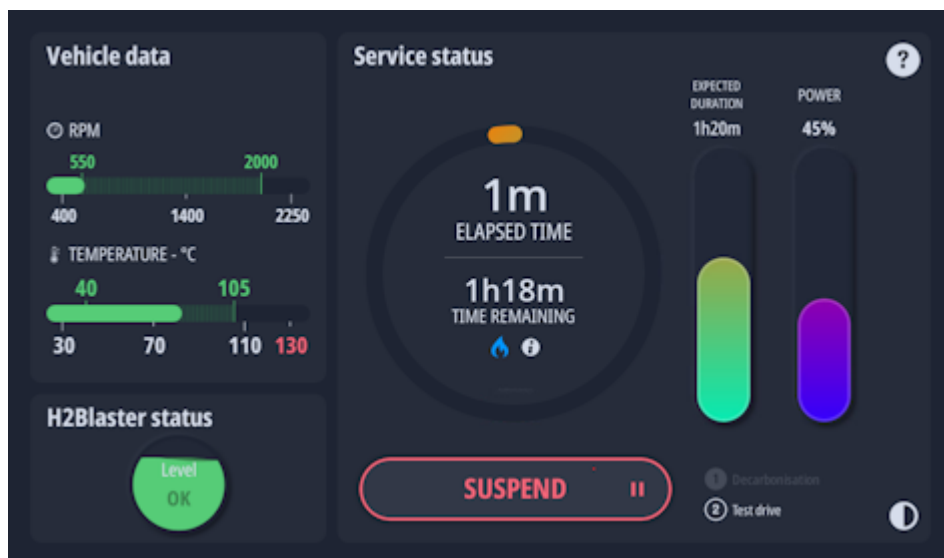 Vehicle data
RPM
550 2000
400 1400 2250
TEMPERATURE - °C
40 105
30 70 110 130
H2Blaster status
Level
OK
Service status
?
1m
ELAPSED TIME
1h18m
TIME REMAINING
i
EXPECTED
DURATION
1h20m
POWER
45%
SUSPEND
1 Decarbonisation
2 Test drive